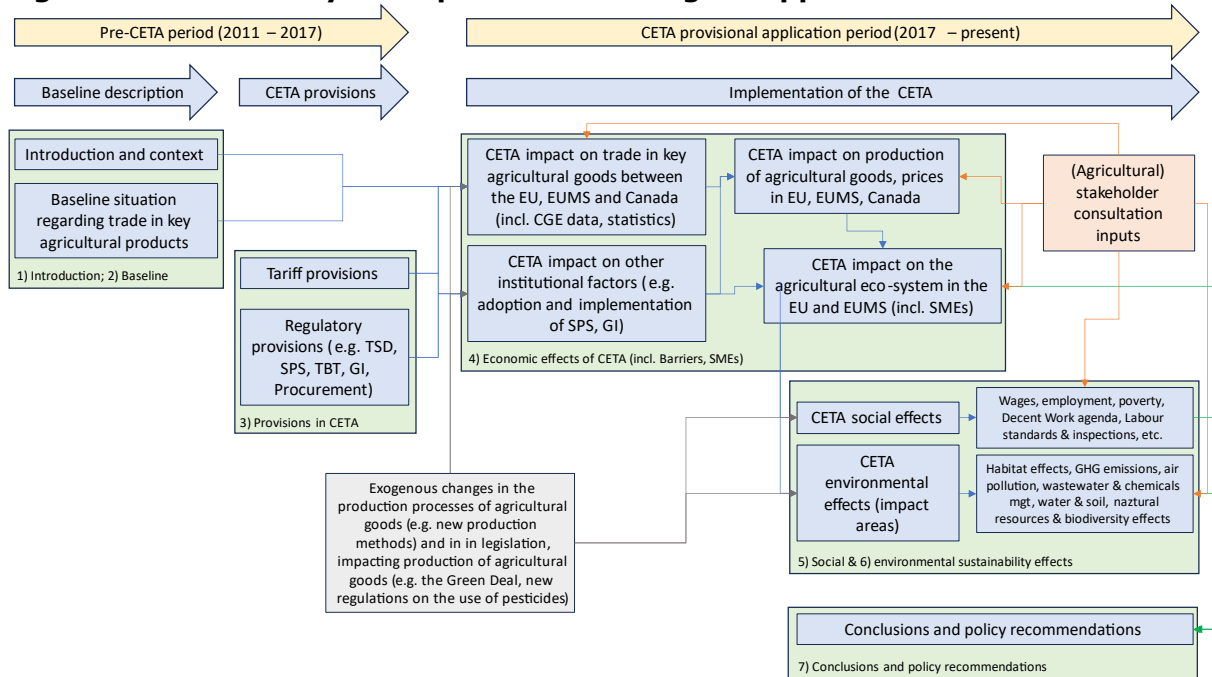 Pre-CETA period (2011 – 2017)
CETA provisional application period (2017 – present)
Baseline description
CETA provisions
Implementation of the CETA
Introduction and context
Baseline situation
regarding trade in key
agricultural products
1) Introduction; 2) Baseline
Tariff provisions
Regulatory
provisions (e.g. TSD,
SPS, TBT, GI,
Procurement)
3) Provisions in CETA
CETA impact on trade in key
agricultural goods between
the EU, EUMS and Canada
(incl. CGE data, statistics)
CETA impact on production
of agricultural goods, prices
in EU, EUMS, Canada
CETA impact on other
institutional factors (e.g.
adoption and implementation
of SPS, GI)
CETA impact on the
agricultural eco-system in the
EU and EUMS (incl. SMEs)
4) Economic effects of CETA (incl. Barriers, SMEs)
(Agricultural)
stakeholder
consultation
inputs
CETA social effects
Wages, employment, poverty,
Decent Work agenda, Labour
standards & inspections, etc.
CETA
environmental
effects (impact
areas)
Habitat effects, GHG emissions, air
pollution, wastewater & chemicals
mgt, water & soil, naztural
resources & biodiversity effects
5) Social & 6) environmental sustainability effects
Exogenous changes in the
production processes of agricultural
goods (e.g. new production
methods) and in in legislation,
impacting production of agricultural
goods (e.g. the Green Deal, new
regulations on the use of pesticides)
Conclusions and policy recommendations
7) Conclusions and policy recommendations